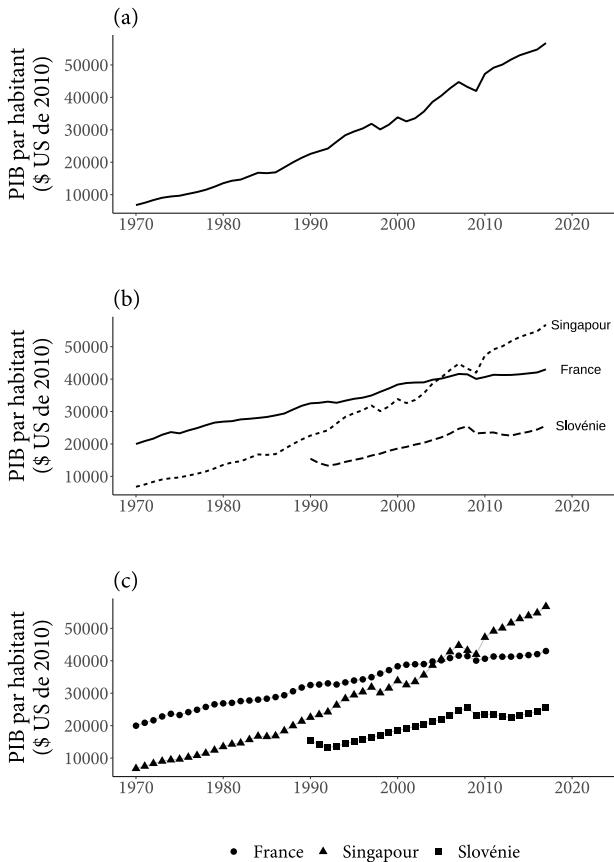 (a)
PIB par habitant
($ US de 2010)
50000
40000
30000
20000
10000
1970 1980 1990 2000 2010 2020
(b)
PIB par habitant
($ US de 2010)
50000
40000
30000
20000
10000
Singapour
France
Slovénie
1970 1980 1990 2000 2010 2020
(c)
PIB par habitant
($ US de 2010)
50000
40000
30000
20000
10000
1970 1980 1990 2000 2010 2020
France Singapour Slovénie